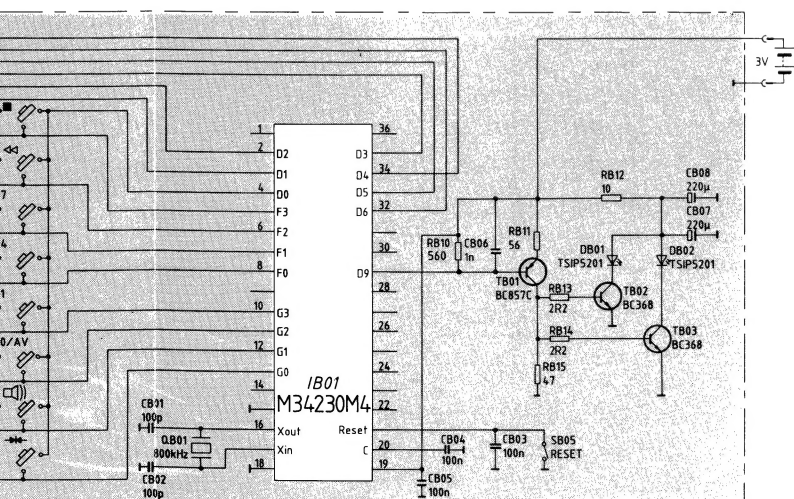 3V
1
36
2
D2
D3
D1
D4
34
4
D0
D5
F3
D6
32
6
F2
F1
30
8
F0
D9
28
10
G3
26
G2
12
G1
24
G0
14
22
IB01
M34230M4
16
Xout
Reset
Xin
C
20
18
19
7
4
1
0/AV
CB01
100p
QB01
800kHz
CB02
100p
RB10
560
CB06
1n
RB11
56
RB12
10
CB08
220µ
CB07
220µ
DB01
TSIP5201
DB02
TSIP5201
TB01
BC857C
RB13
2R2
TB02
BC368
RB14
2R2
TB03
BC368
RB15
47
CB04
100n
CB03
100n
SB05
RESET
CB05
100n